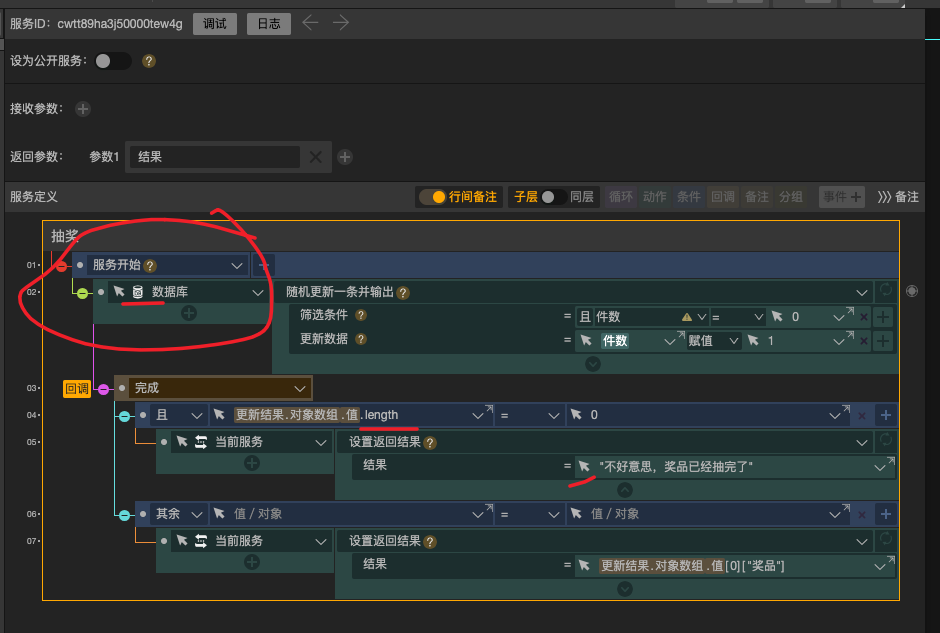 服务ID：cwtt89ha3j50000tew4g 调试 日志
设为公开服务： ?
接收参数：
返回参数： 参数1 结果
服务定义 行间备注 子层 同层 循环 动作 条件 回调 备注 分组 事件 + 》备注
抽奖
01 服务开始 ? +
02 数据库 随机更新一条并输出 ?
筛选条件 ? = 且 件数 = 0 × +
更新数据 ? = 件数 赋值 1 × +
03 回调 完成
04 且 更新结果.对象数组.值.length = 0 × +
05 当前服务 设置返回结果 ?
结果 = "不好意思，奖品已经抽完了"
06 其余 值 / 对象 = 值 / 对象 × +
07 当前服务 设置返回结果 ?
结果 = 更新结果.对象数组.值[0]["奖品"]